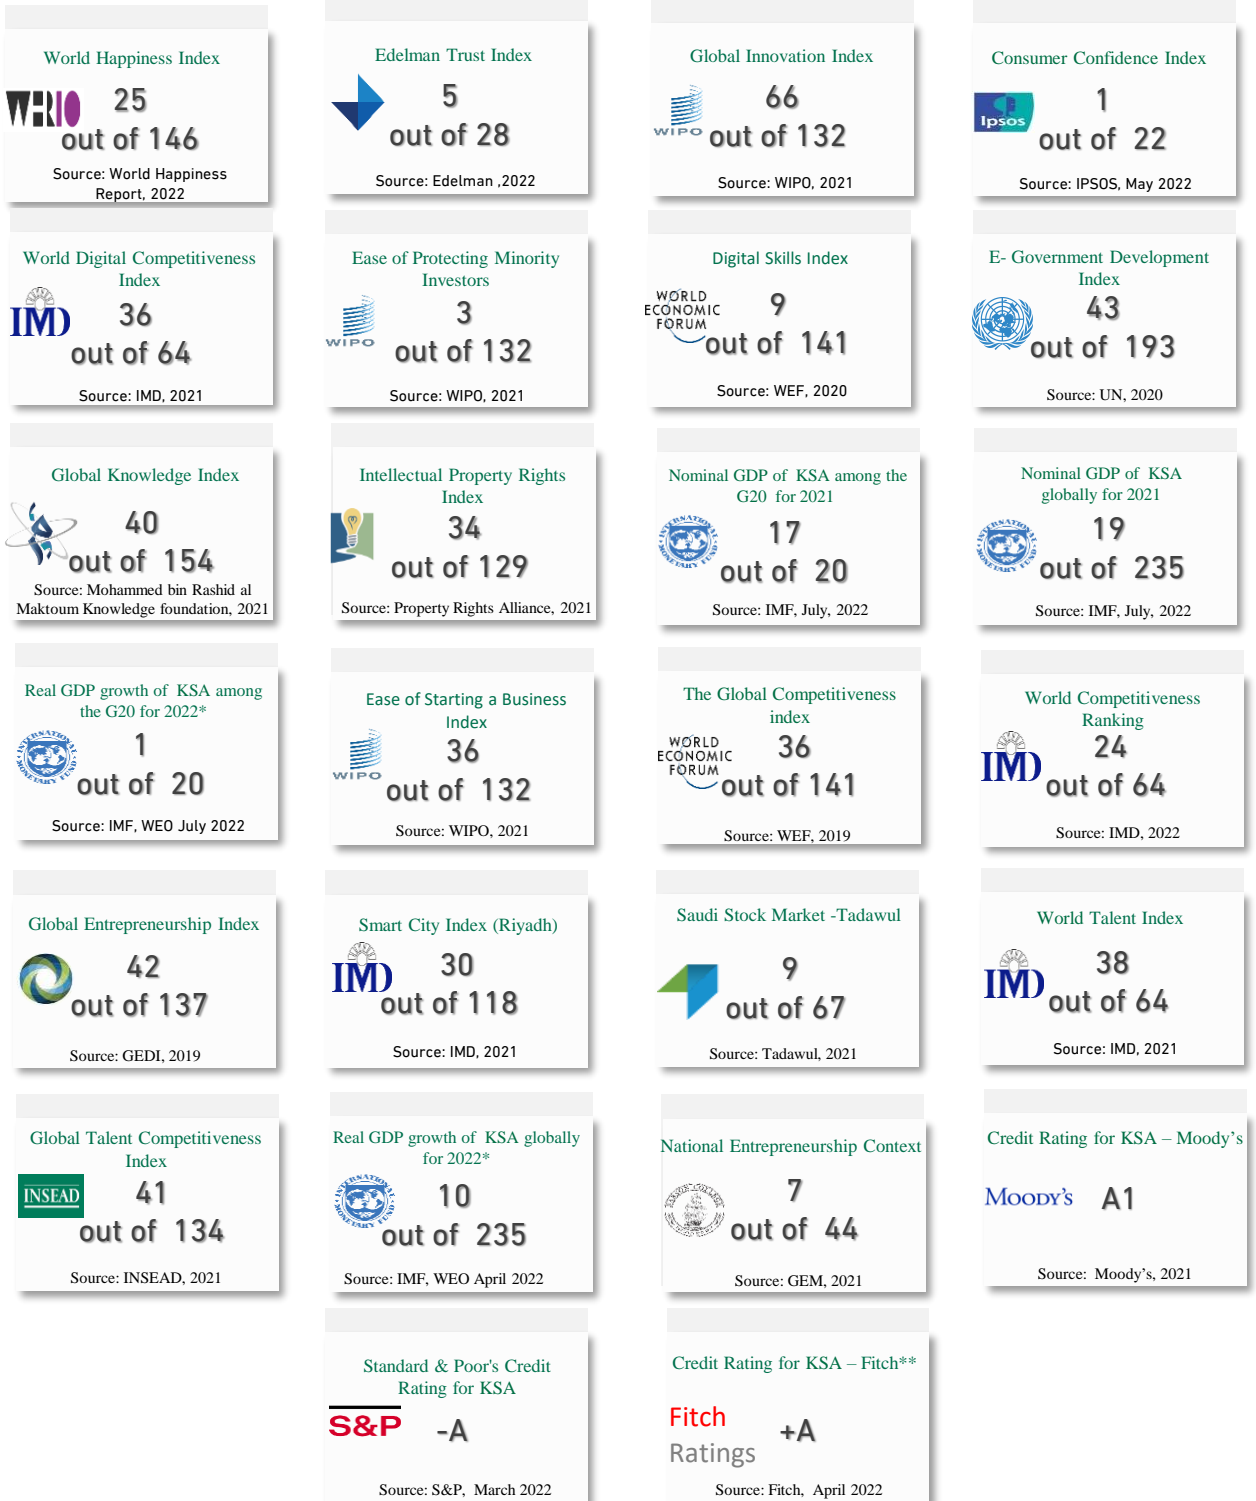 World Happiness Index
WHIO
25
out of 146
Source: World Happiness
Report, 2022
Edelman Trust Index
5
out of 28
Source: Edelman ,2022
Global Innovation Index
WIPO
66
out of 132
Source: WIPO, 2021
Consumer Confidence Index
Ipsos
1
out of 22
Source: IPSOS, May 2022
World Digital Competitiveness
Index
IMD
36
out of 64
Source: IMD, 2021
Ease of Protecting Minority
Investors
WIPO
3
out of 132
Source: WIPO, 2021
Digital Skills Index
WORLD
ECONOMIC
FORUM
9
out of 141
Source: WEF, 2020
E- Government Development
Index
43
out of 193
Source: UN, 2020
Global Knowledge Index
40
out of 154
Source: Mohammed bin Rashid al
Maktoum Knowledge foundation, 2021
Intellectual Property Rights
Index
34
out of 129
Source: Property Rights Alliance, 2021
Nominal GDP of KSA among the
G20 for 2021
INTERNATIONAL MONETARY FUND
17
out of 20
Source: IMF, July, 2022
Nominal GDP of KSA
globally for 2021
INTERNATIONAL MONETARY FUND
19
out of 235
Source: IMF, July, 2022
Real GDP growth of KSA among
the G20 for 2022*
INTERNATIONAL MONETARY FUND
1
out of 20
Source: IMF, WEO July 2022
Ease of Starting a Business
Index
WIPO
36
out of 132
Source: WIPO, 2021
The Global Competitiveness
index
WORLD
ECONOMIC
FORUM
36
out of 141
Source: WEF, 2019
World Competitiveness
Ranking
IMD
24
out of 64
Source: IMD, 2022
Global Entrepreneurship Index
42
out of 137
Source: GEDI, 2019
Smart City Index (Riyadh)
IMD
30
out of 118
Source: IMD, 2021
Saudi Stock Market -Tadawul
9
out of 67
Source: Tadawul, 2021
World Talent Index
IMD
38
out of 64
Source: IMD, 2021
Global Talent Competitiveness
Index
INSEAD
41
out of 134
Source: INSEAD, 2021
Real GDP growth of KSA globally
for 2022*
INTERNATIONAL MONETARY FUND
10
out of 235
Source: IMF, WEO April 2022
National Entrepreneurship Context
7
out of 44
Source: GEM, 2021
Credit Rating for KSA – Moody's
MOODY'S
A1
Source: Moody's, 2021
Standard & Poor's Credit
Rating for KSA
S&P
-A
Source: S&P, March 2022
Credit Rating for KSA – Fitch**
Fitch
Ratings
+A
Source: Fitch, April 2022